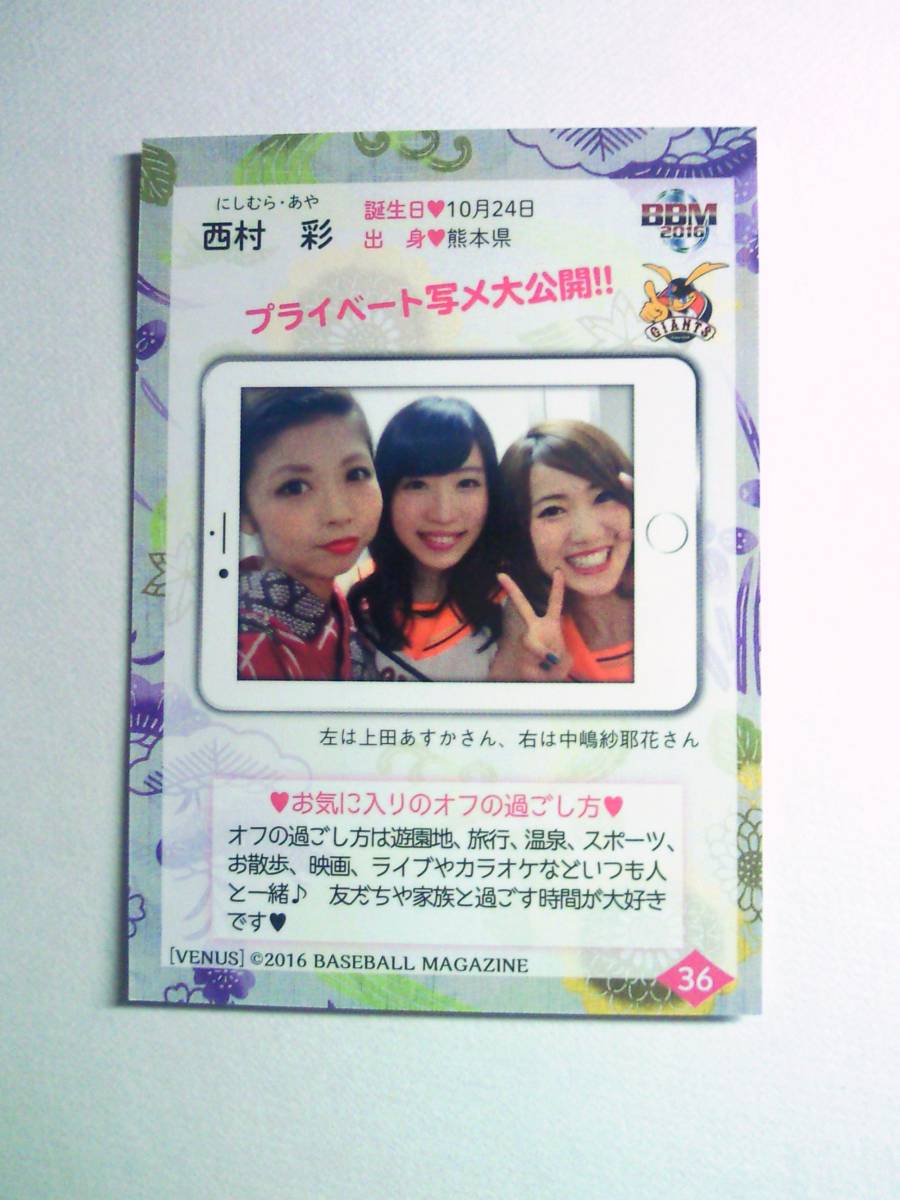 にしむら・あや
西村 彩
誕生日♥10月24日
出 身♥熊本県
BBM
2016
GIANTS
プライベート写メ大公開!!
左は上田あすかさん、右は中嶋紗耶花さん
♥お気に入りのオフの過ごし方♥
オフの過ごし方は遊園地、旅行、温泉、スポーツ、
お散歩、映画、ライブやカラオケなどいつも人
と一緒♪ 友だちや家族と過ごす時間が大好き
です♥
[VENUS] ©2016 BASEBALL MAGAZINE
36